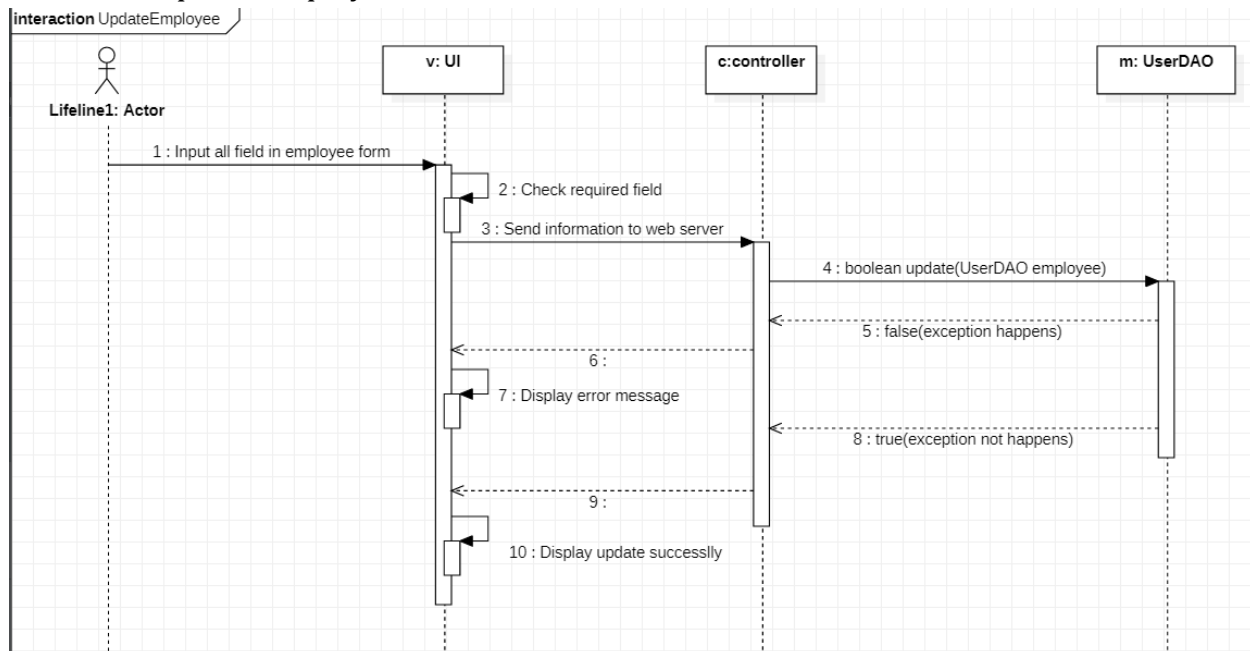 interaction UpdateEmployee
v: UI
c:controller
m: UserDAO
Lifeline1: Actor
1 : Input all field in employee form
2 : Check required field
3 : Send information to web server
4 : boolean update(UserDAO employee)
5 : false(exception happens)
6 :
7 : Display error message
8 : true(exception not happens)
9 :
10 : Display update successlly